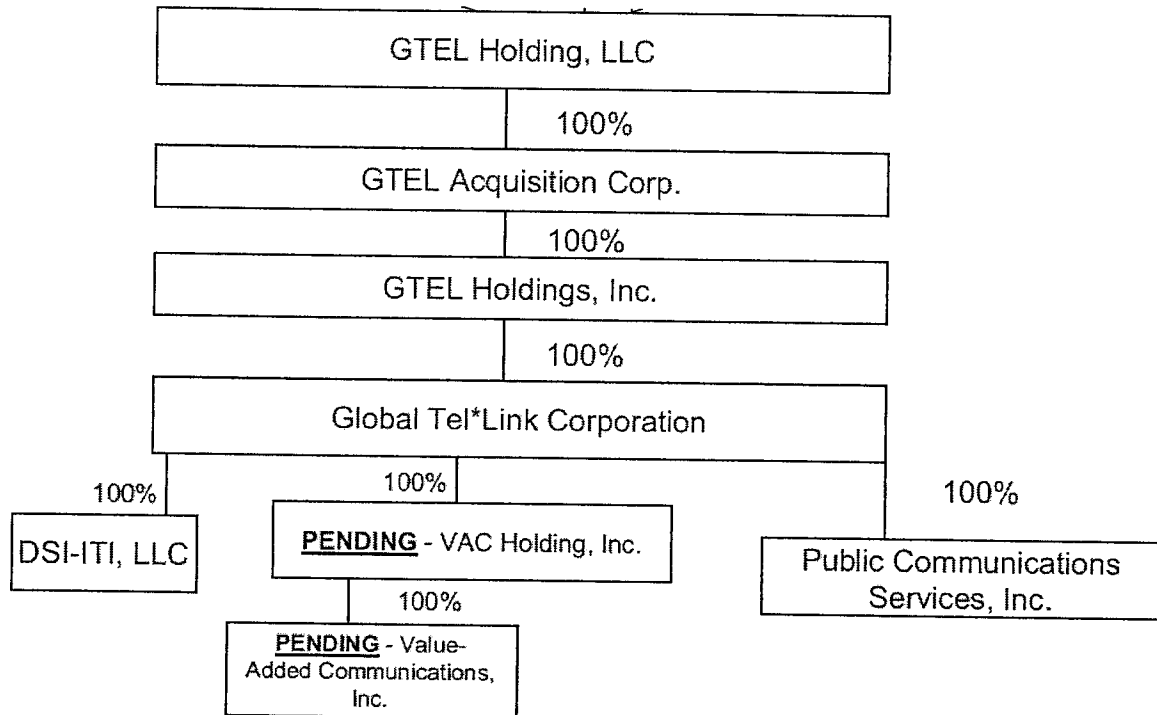 GTEL Holding, LLC
100%
GTEL Acquisition Corp.
100%
GTEL Holdings, Inc.
100%
Global Tel*Link Corporation
100%
100%
100%
DSI-ITI, LLC
PENDING - VAC Holding, Inc.
Public Communications
Services, Inc.
100%
PENDING - Value-
Added Communications,
Inc.